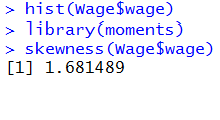 > hist(Wage$wage)
> library(moments)
> skewness(Wage$wage)
[1] 1.681489